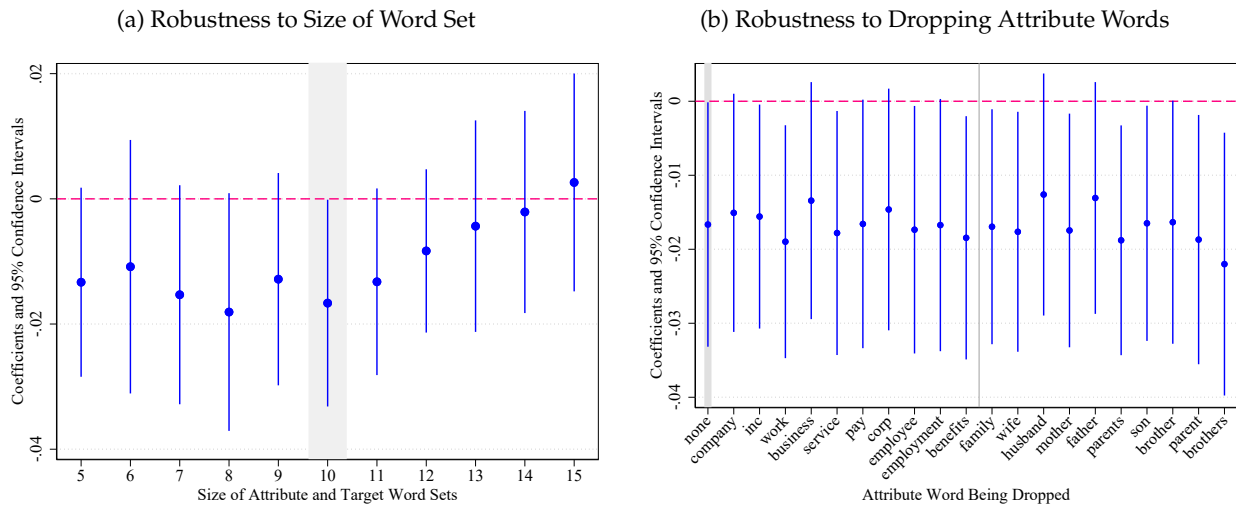 (a) Robustness to Size of Word Set
Coefficients and 95% Confidence Intervals
.02
0
-.02
-.04
5 6 7 8 9 10 11 12 13 14 15
Size of Attribute and Target Word Sets
(b) Robustness to Dropping Attribute Words
Coefficients and 95% Confidence Intervals
0
-.01
-.02
-.03
-.04
none company inc work business service pay corp employee employment benefits family wife husband mother father parents son brother parent brothers
Attribute Word Being Dropped